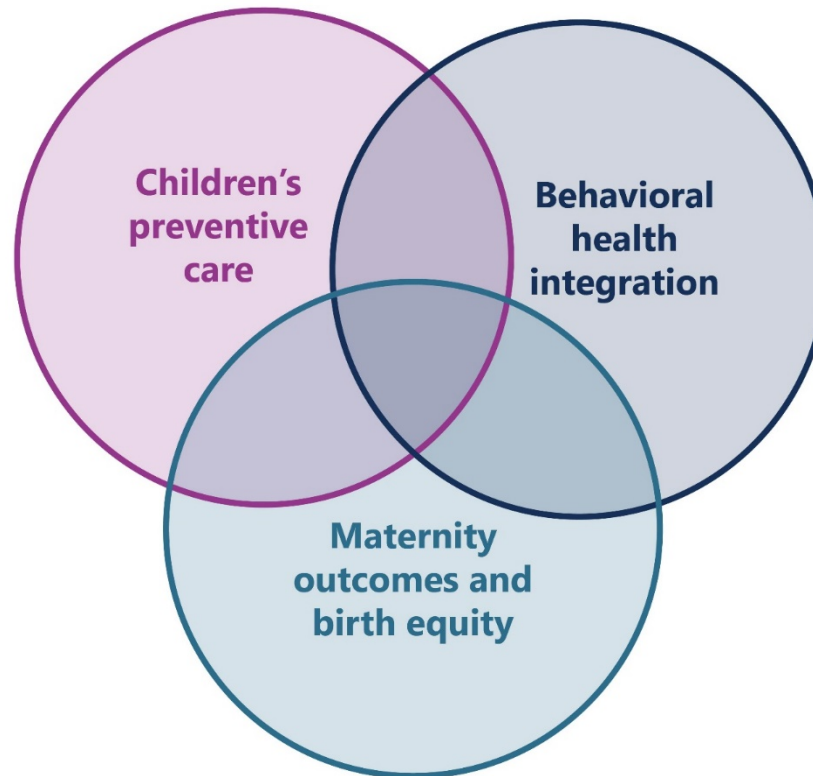 Children’s
preventive
care
Behavioral
health
integration
Maternity
outcomes and
birth equity